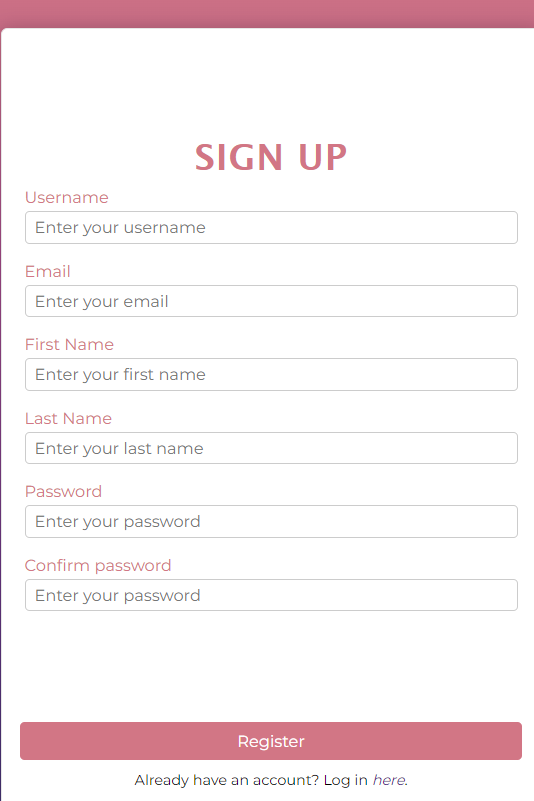 SIGN UP
Username
Enter your username
Email
Enter your email
First Name
Enter your first name
Last Name
Enter your last name
Password
Enter your password
Confirm password
Enter your password
Register
Already have an account? Log in here.